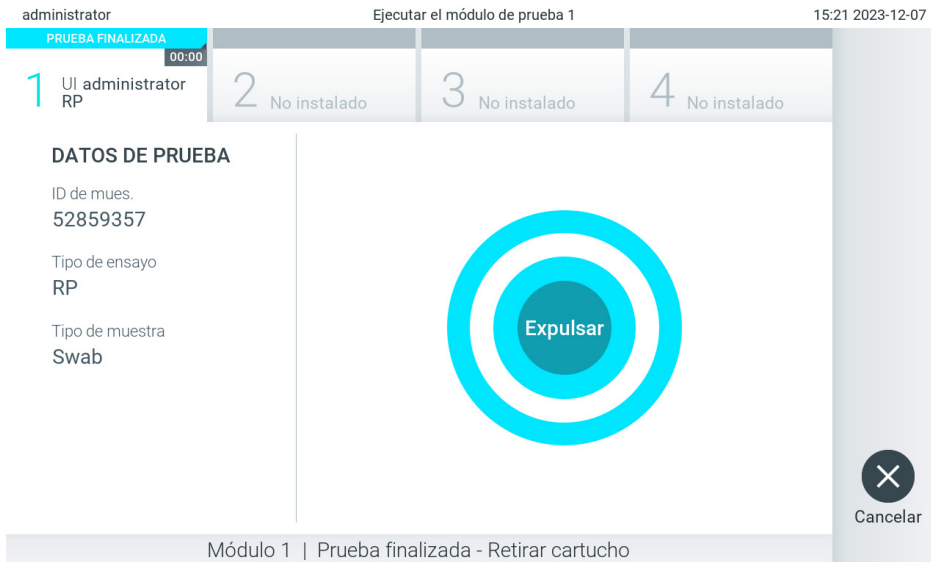 administrator Ejecutar el módulo de prueba 1 15:21 2023-12-07
PRUEBA FINALIZADA
00:00
1 UI administrator
RP
2 No instalado
3 No instalado
4 No instalado
DATOS DE PRUEBA
ID de mues.
52859357
Tipo de ensayo
RP
Tipo de muestra
Swab
Expulsar
Cancelar
Módulo 1 | Prueba finalizada - Retirar cartucho